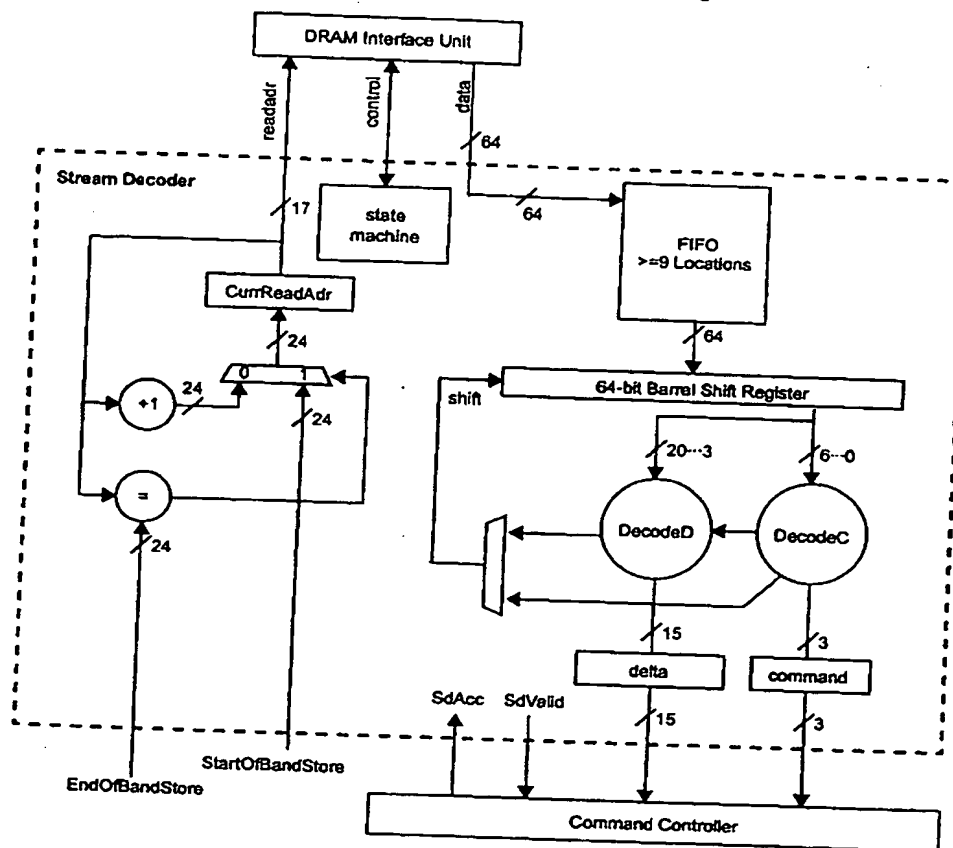 DRAM Interface Unit
readadr
control
data
64
Stream Decoder
17
state
machine
64
FIFO
>=9 Locations
CurrReadAdr
24
64
0 1
64-bit Barrel Shift Register
shift
+1
24
24
20...3
6...0
=
24
DecodeD
DecodeC
15
3
delta
command
SdAcc
SdValid
15
3
StartOfBandStore
EndOfBandStore
Command Controller